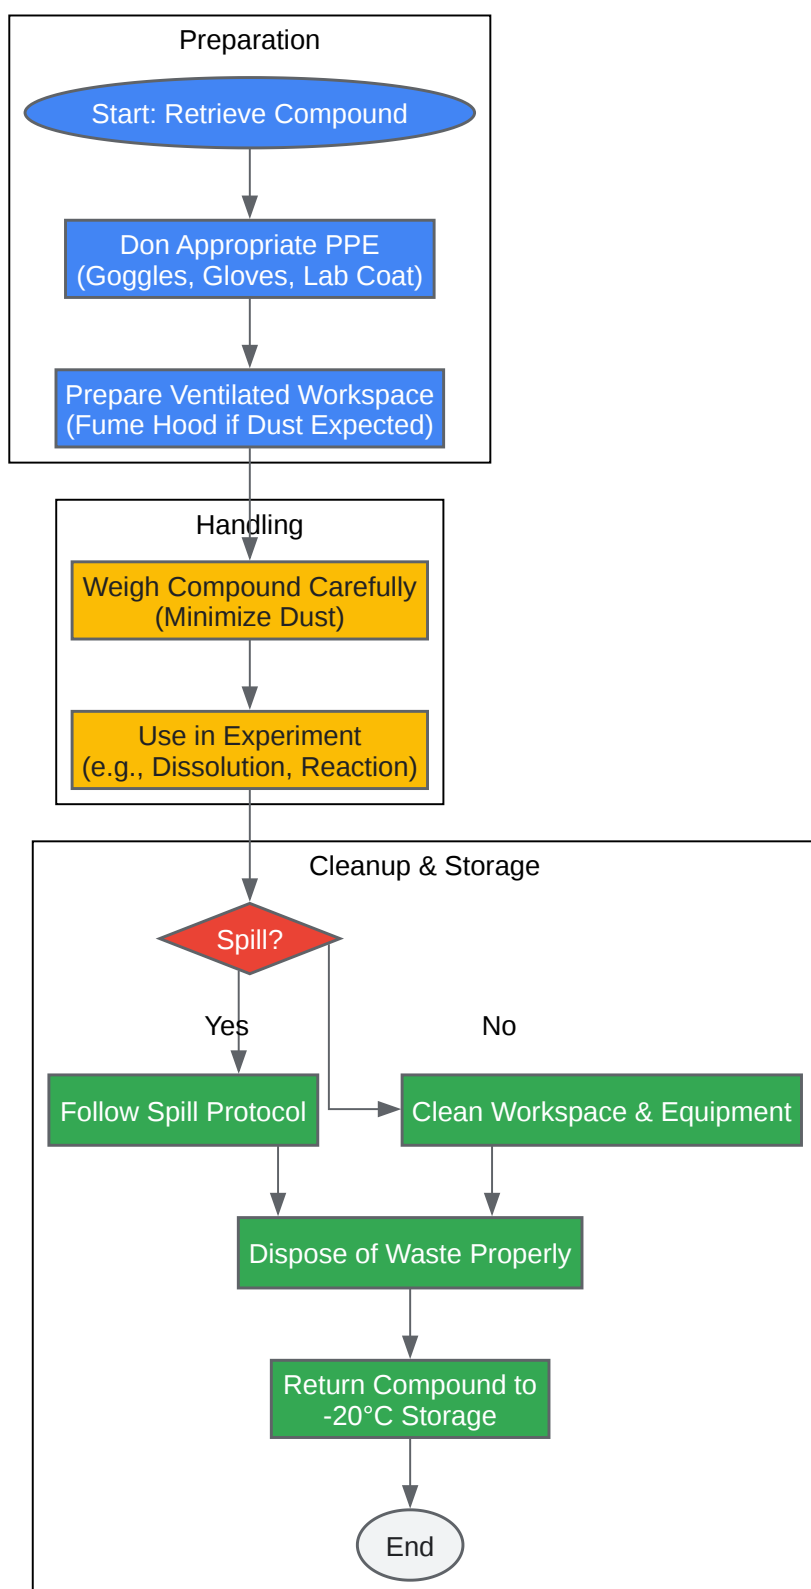 Preparation
Start: Retrieve Compound
Don Appropriate PPE
(Goggles, Gloves, Lab Coat)
Prepare Ventilated Workspace
(Fume Hood if Dust Expected)
Handling
Weigh Compound Carefully
(Minimize Dust)
Use in Experiment
(e.g., Dissolution, Reaction)
Cleanup & Storage
Spill?
Yes
No
Follow Spill Protocol
Clean Workspace & Equipment
Dispose of Waste Properly
Return Compound to
-20°C Storage
End